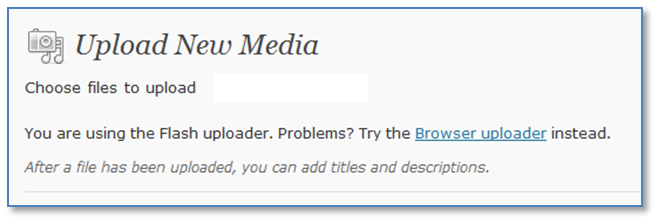 Upload New Media
Choose files to upload
You are using the Flash uploader. Problems? Try the Browser uploader instead.
After a file has been uploaded, you can add titles and descriptions.